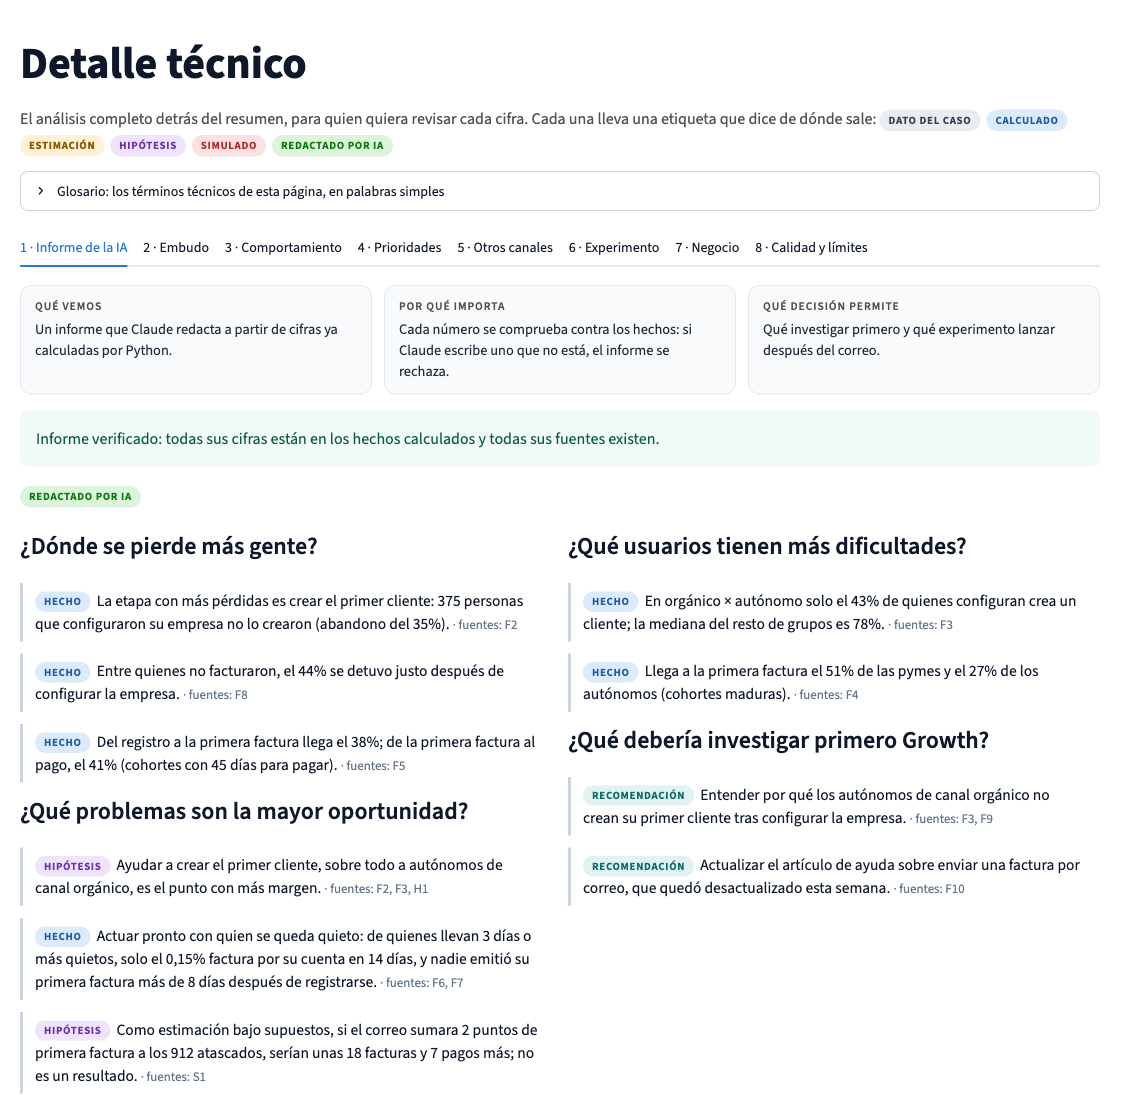 Detalle técnico
El análisis completo detrás del resumen, para quien quiera revisar cada cifra. Cada una lleva una etiqueta que dice de dónde sale: DATO DEL CASO CALCULADO
ESTIMACIÓN HIPÓTESIS SIMULADO REDACTADO POR IA
Glosario: los términos técnicos de esta página, en palabras simples
1 · Informe de la IA 2 · Embudo 3 · Comportamiento 4 · Prioridades 5 · Otros canales 6 · Experimento 7 · Negocio 8 · Calidad y límites
QUÉ VEMOS
Un informe que Claude redacta a partir de cifras ya
calculadas por Python.
POR QUÉ IMPORTA
Cada número se comprueba contra los hechos: si
Claude escribe uno que no está, el informe se
rechaza.
QUÉ DECISIÓN PERMITE
Qué investigar primero y qué experimento lanzar
después del correo.
Informe verificado: todas sus cifras están en los hechos calculados y todas sus fuentes existen.
REDACTADO POR IA
¿Dónde se pierde más gente?
HECHO La etapa con más pérdidas es crear el primer cliente: 375 personas
que configuraron su empresa no lo crearon (abandono del 35%). · fuentes: F2
HECHO Entre quienes no facturaron, el 44% se detuvo justo después de
configurar la empresa. · fuentes: F8
HECHO Del registro a la primera factura llega el 38%; de la primera factura al
pago, el 41% (cohortes con 45 días para pagar). · fuentes: F5
¿Qué problemas son la mayor oportunidad?
HIPÓTESIS Ayudar a crear el primer cliente, sobre todo a autónomos de
canal orgánico, es el punto con más margen. · fuentes: F2, F3, H1
HECHO Actuar pronto con quien se queda quieto: de quienes llevan 3 días o
más quietos, solo el 0,15% factura por su cuenta en 14 días, y nadie emitió su
primera factura más de 8 días después de registrarse. · fuentes: F6, F7
HIPÓTESIS Como estimación bajo supuestos, si el correo sumara 2 puntos de
primera factura a los 912 atascados, serían unas 18 facturas y 7 pagos más; no
es un resultado. · fuentes: S1
¿Qué usuarios tienen más dificultades?
HECHO En orgánico × autónomo solo el 43% de quienes configuran crea un
cliente; la mediana del resto de grupos es 78%. · fuentes: F3
HECHO Llega a la primera factura el 51% de las pymes y el 27% de los
autónomos (cohortes maduras). · fuentes: F4
¿Qué debería investigar primero Growth?
RECOMENDACIÓN Entender por qué los autónomos de canal orgánico no
crean su primer cliente tras configurar la empresa. · fuentes: F3, F9
RECOMENDACIÓN Actualizar el artículo de ayuda sobre enviar una factura por
correo, que quedó desactualizado esta semana. · fuentes: F10